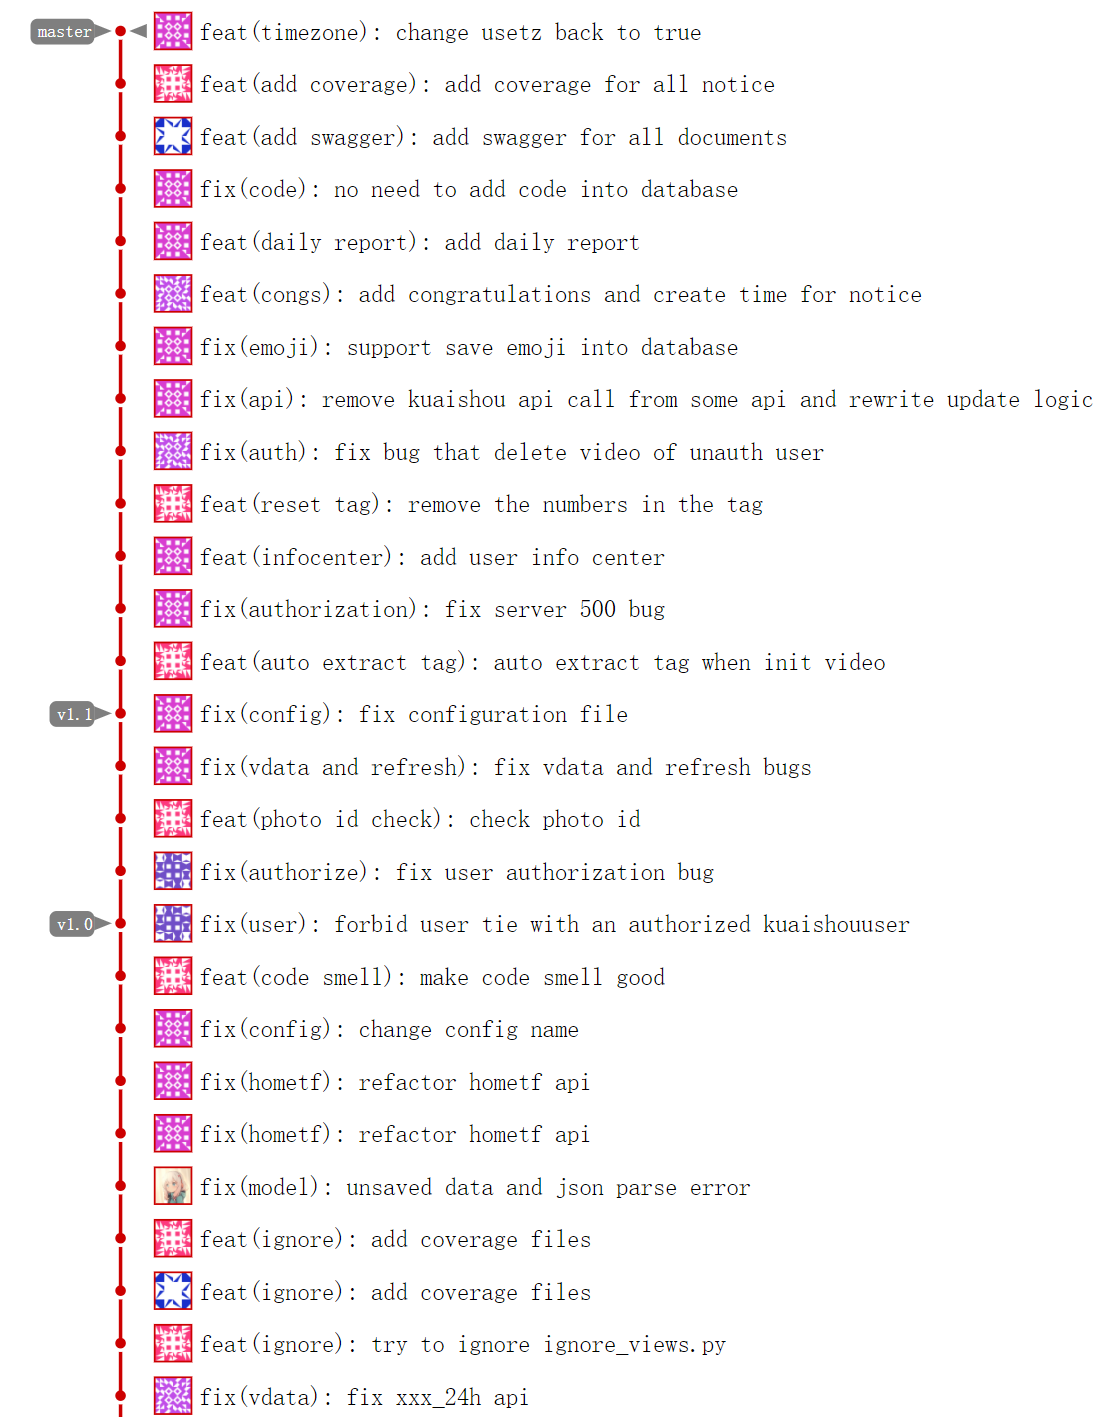 master feat(timezone): change usetz back to true
feat(add coverage): add coverage for all notice
feat(add swagger): add swagger for all documents
fix(code): no need to add code into database
feat(daily report): add daily report
feat(congs): add congratulations and create time for notice
fix(emoji): support save emoji into database
fix(api): remove kuaishou api call from some api and rewrite update logic
fix(auth): fix bug that delete video of unauth user
feat(reset tag): remove the numbers in the tag
feat(infocenter): add user info center
fix(authorization): fix server 500 bug
feat(auto extract tag): auto extract tag when init video
v1.1 fix(config): fix configuration file
fix(vdata and refresh): fix vdata and refresh bugs
feat(photo id check): check photo id
fix(authorize): fix user authorization bug
v1.0 fix(user): forbid user tie with an authorized kuaishouuser
feat(code smell): make code smell good
fix(config): change config name
fix(hometf): refactor hometf api
fix(hometf): refactor hometf api
fix(model): unsaved data and json parse error
feat(ignore): add coverage files
feat(ignore): add coverage files
feat(ignore): try to ignore ignore_views.py
fix(vdata): fix xxx_24h api